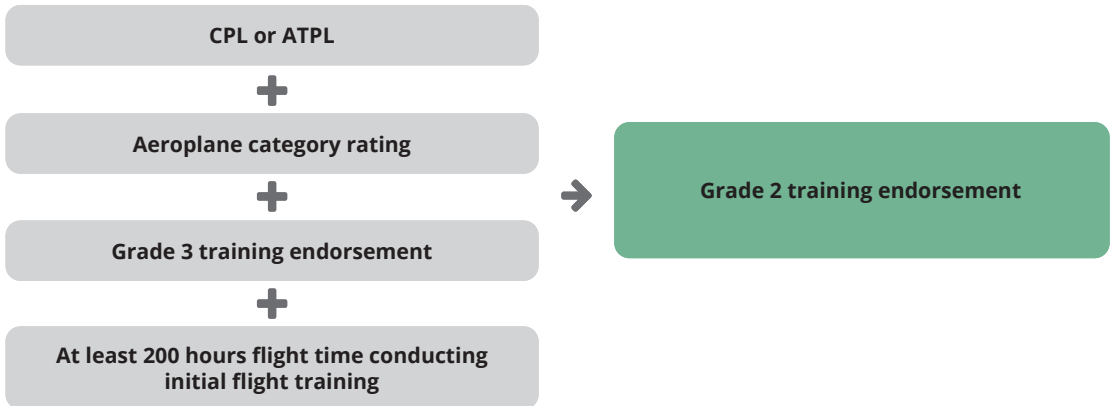 CPL or ATPL
Aeroplane category rating
Grade 3 training endorsement
At least 200 hours flight time conducting
initial flight training
Grade 2 training endorsement